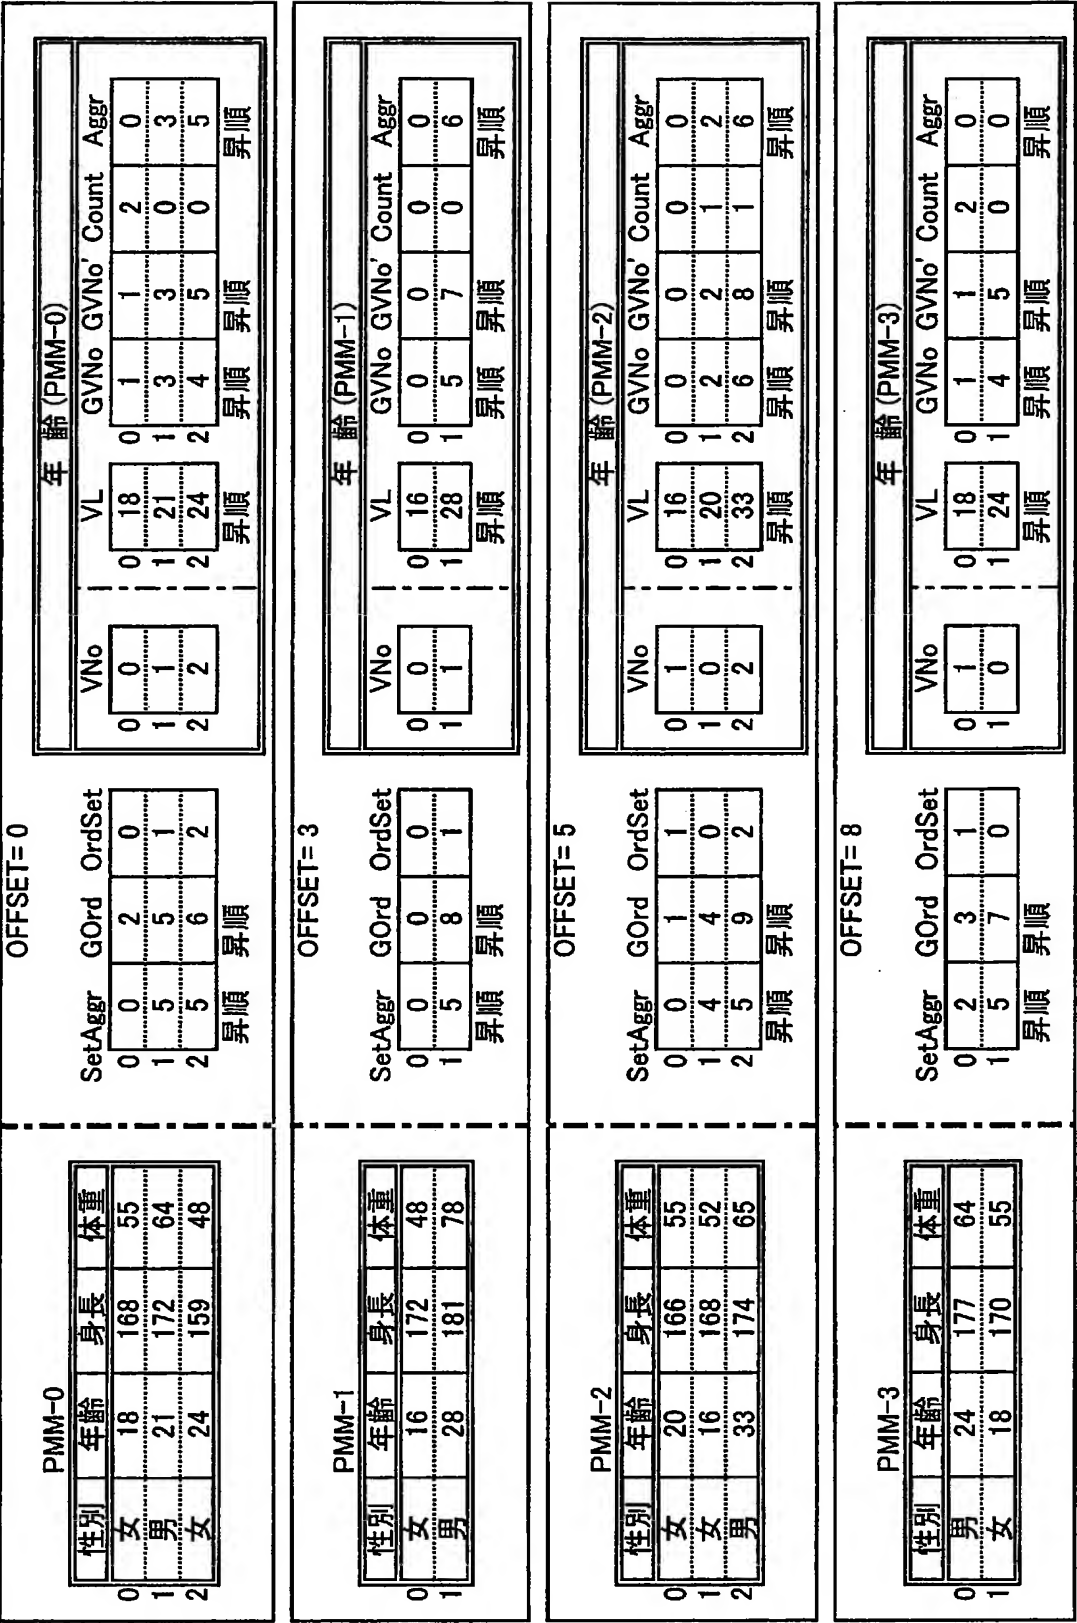 OFFSET= 0
PMM-0
性別 年齢 身長 体重
0 女 18 168 55
1 男 21 172 64
2 女 24 159 48
SetAggr GOrd OrdSet
0 0 2 0
1 5 5 1
2 5 6 2
昇順 昇順
年 齢 (PMM-0)
VNo VL GVNo GVNo' Count Aggr
0 0 0 18 0 1 1 2 0
1 1 1 21 1 3 3 0 3
2 2 2 24 2 4 5 0 5
昇順 昇順 昇順 昇順
OFFSET= 3
PMM-1
性別 年齢 身長 体重
0 女 16 172 48
1 男 28 181 78
SetAggr GOrd OrdSet
0 0 0 0
1 5 8 1
昇順 昇順
年 齢 (PMM-1)
VNo VL GVNo GVNo' Count Aggr
0 0 0 16 0 0 0 0 0
1 1 1 28 1 5 7 0 6
昇順 昇順 昇順 昇順
OFFSET= 5
PMM-2
性別 年齢 身長 体重
0 女 20 166 55
1 女 16 168 52
2 男 33 174 65
SetAggr GOrd OrdSet
0 0 1 1
1 4 4 0
2 5 9 2
昇順 昇順
年 齢 (PMM-2)
VNo VL GVNo GVNo' Count Aggr
0 1 0 16 0 0 0 0 0
1 0 1 20 1 2 2 1 2
2 2 2 33 2 6 8 1 6
昇順 昇順 昇順 昇順
OFFSET= 8
PMM-3
性別 年齢 身長 体重
0 男 24 177 64
1 女 18 170 55
SetAggr GOrd OrdSet
0 2 3 1
1 5 7 0
昇順 昇順
年 齢 (PMM-3)
VNo VL GVNo GVNo' Count Aggr
0 1 0 18 0 1 1 2 0
1 0 1 24 1 4 5 0 0
昇順 昇順 昇順 昇順